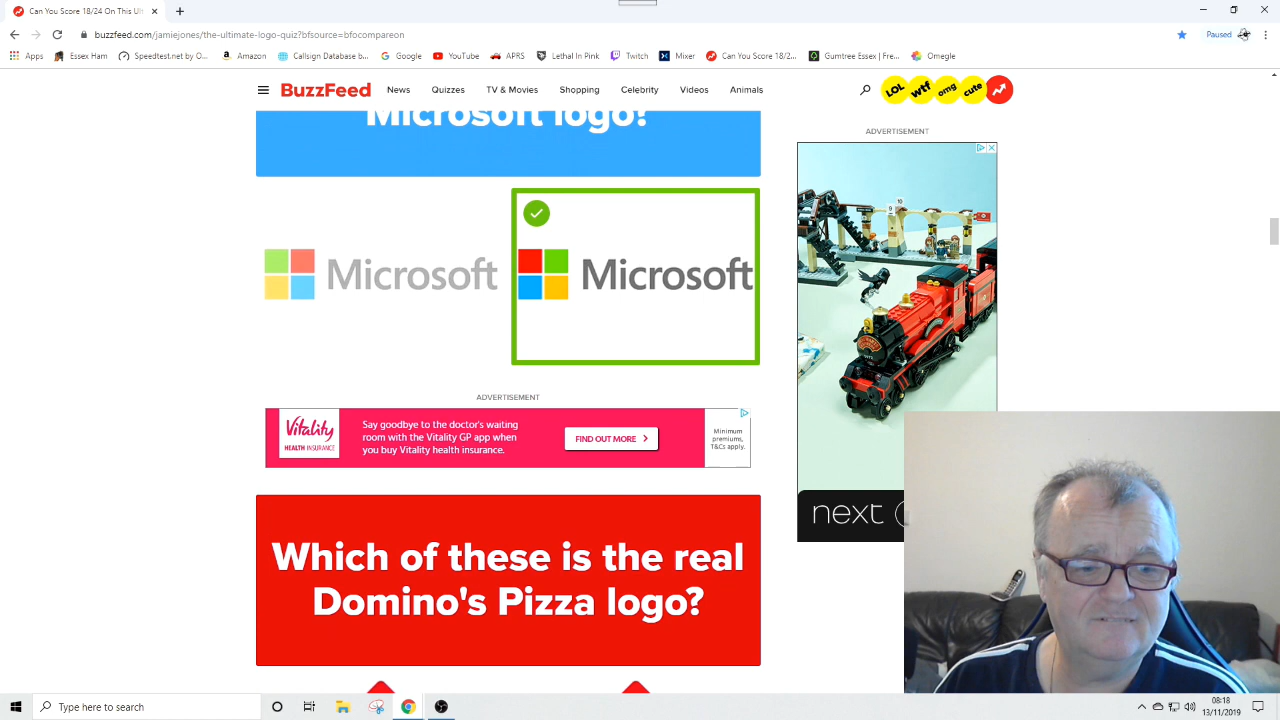 Can You Score 18/24 On This Ult
buzzfeed.com/jamiejones/the-ultimate-logo-quiz?bfsource=bfocompareon
Paused
Apps
Essex
Speedtest.net by O...
Amazon
Callsign Database b...
Google
YouTube
APRS
Lethal In Pink
Twitch
Mixer
Can You Score 18/2...
Gumtree Essex | Fre...
Omegle
BuzzFeed
News
Quizzes
TV & Movies
Shopping
Celebrity
Videos
Animals
LOL
wtf
omg
cute
Microsoft logo?
ADVERTISEMENT
9
10
Microsoft
Microsoft
ADVERTISEMENT
Vitality
HEALTH INSURANCE
Say goodbye to the doctor's waiting
room with the Vitality GP app when
you buy Vitality health insurance.
FIND OUT MORE
Minimum
premiums,
T&Cs apply.
next
Which of these is the real
Domino's Pizza logo?
Type here to search
08:18
13/11/2019